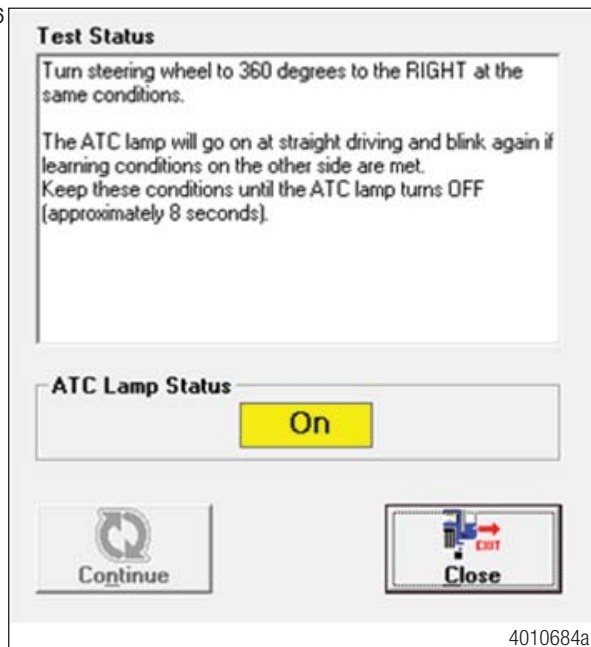 6
Test Status
Turn steering wheel to 360 degrees to the RIGHT at the
same conditions.
The ATC lamp will go on at straight driving and blink again if
learning conditions on the other side are met.
Keep these conditions until the ATC lamp turns OFF
(approximately 8 seconds).
ATC Lamp Status
On
Continue
EXIT
Close
4010684a